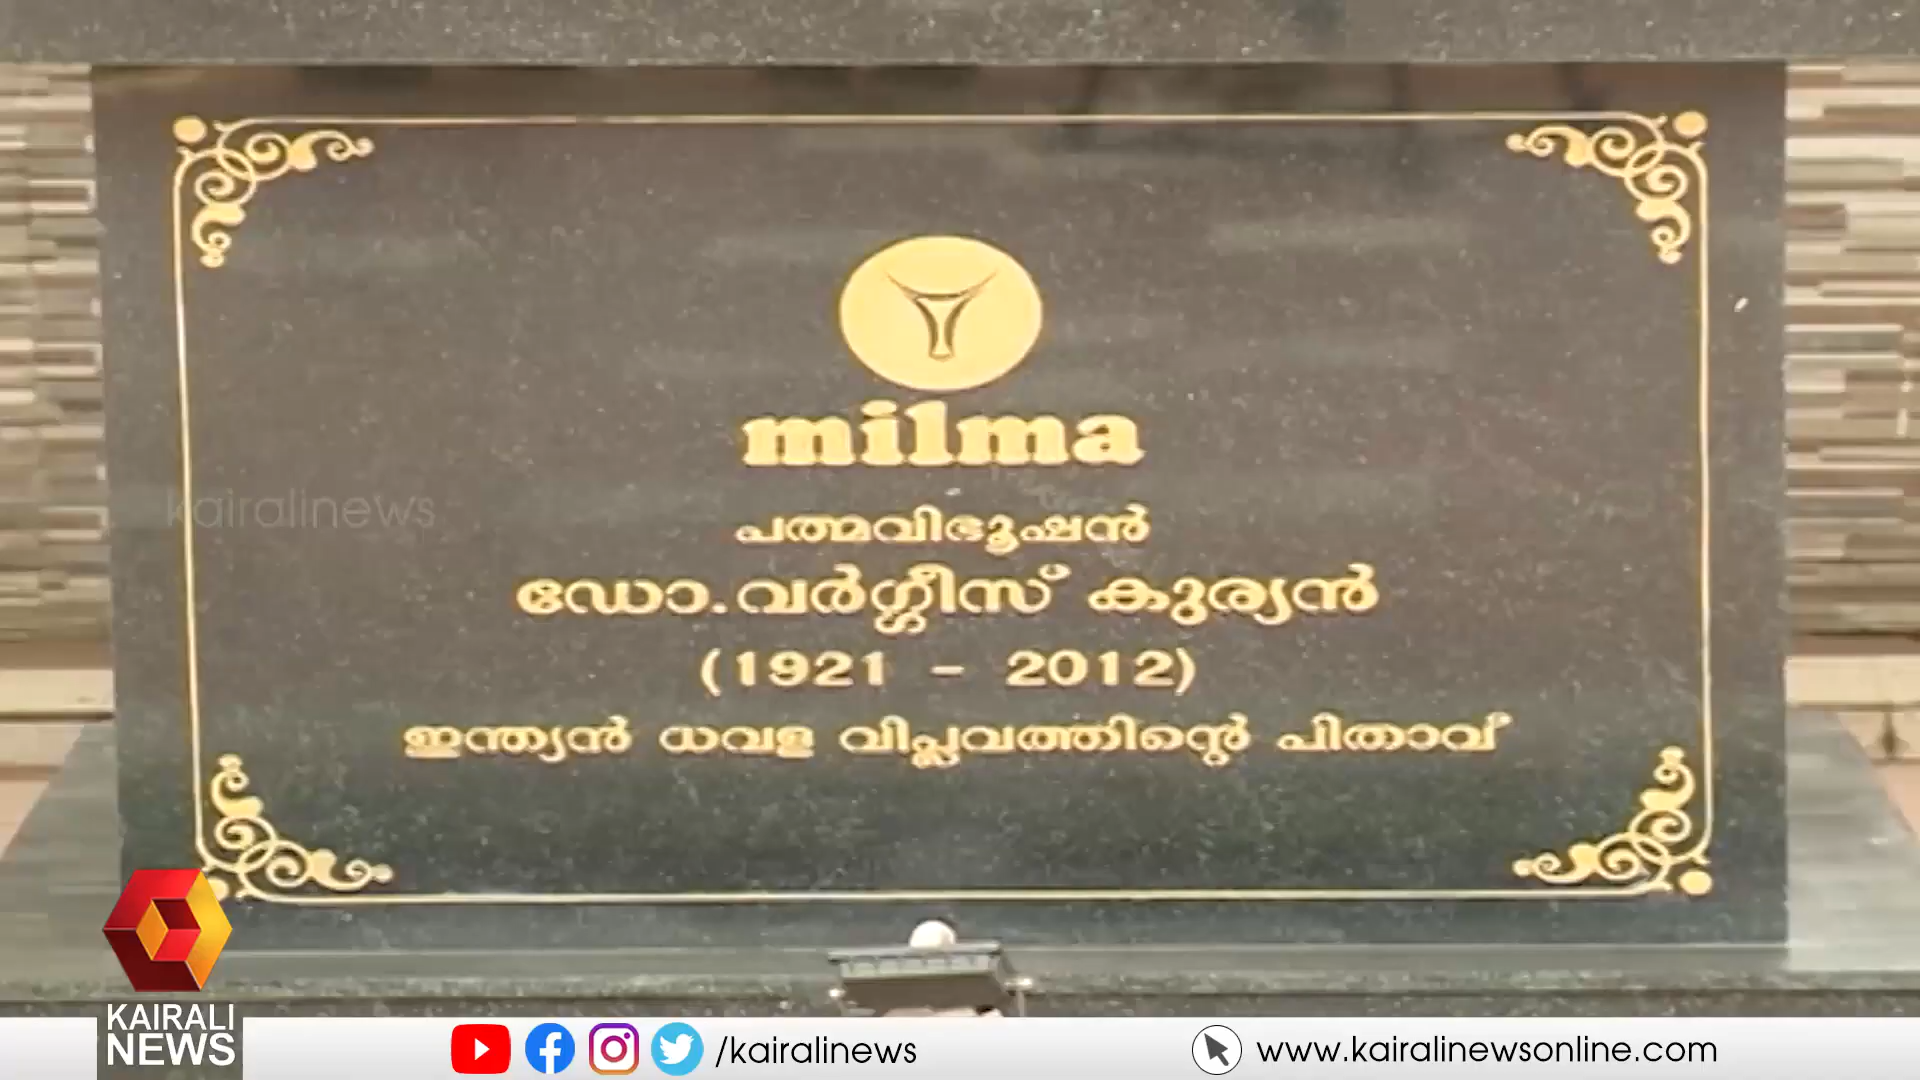 milma
പത്മവിഭൂഷൻ
ഡോ.വർഗ്ഗീസ് കുര്യൻ
(1921 - 2012)
ഇന്ത്യൻ ധവള വിപ്ലവത്തിന്റെ പിതാവ്
kairalinews
KAIRALI
NEWS
/kairalinews
www.kairalinewsonline.com